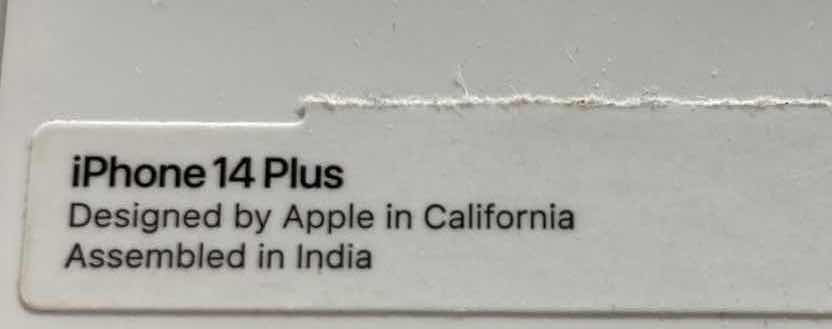 iPhone 14 Plus
Designed by Apple in California
Assembled in India